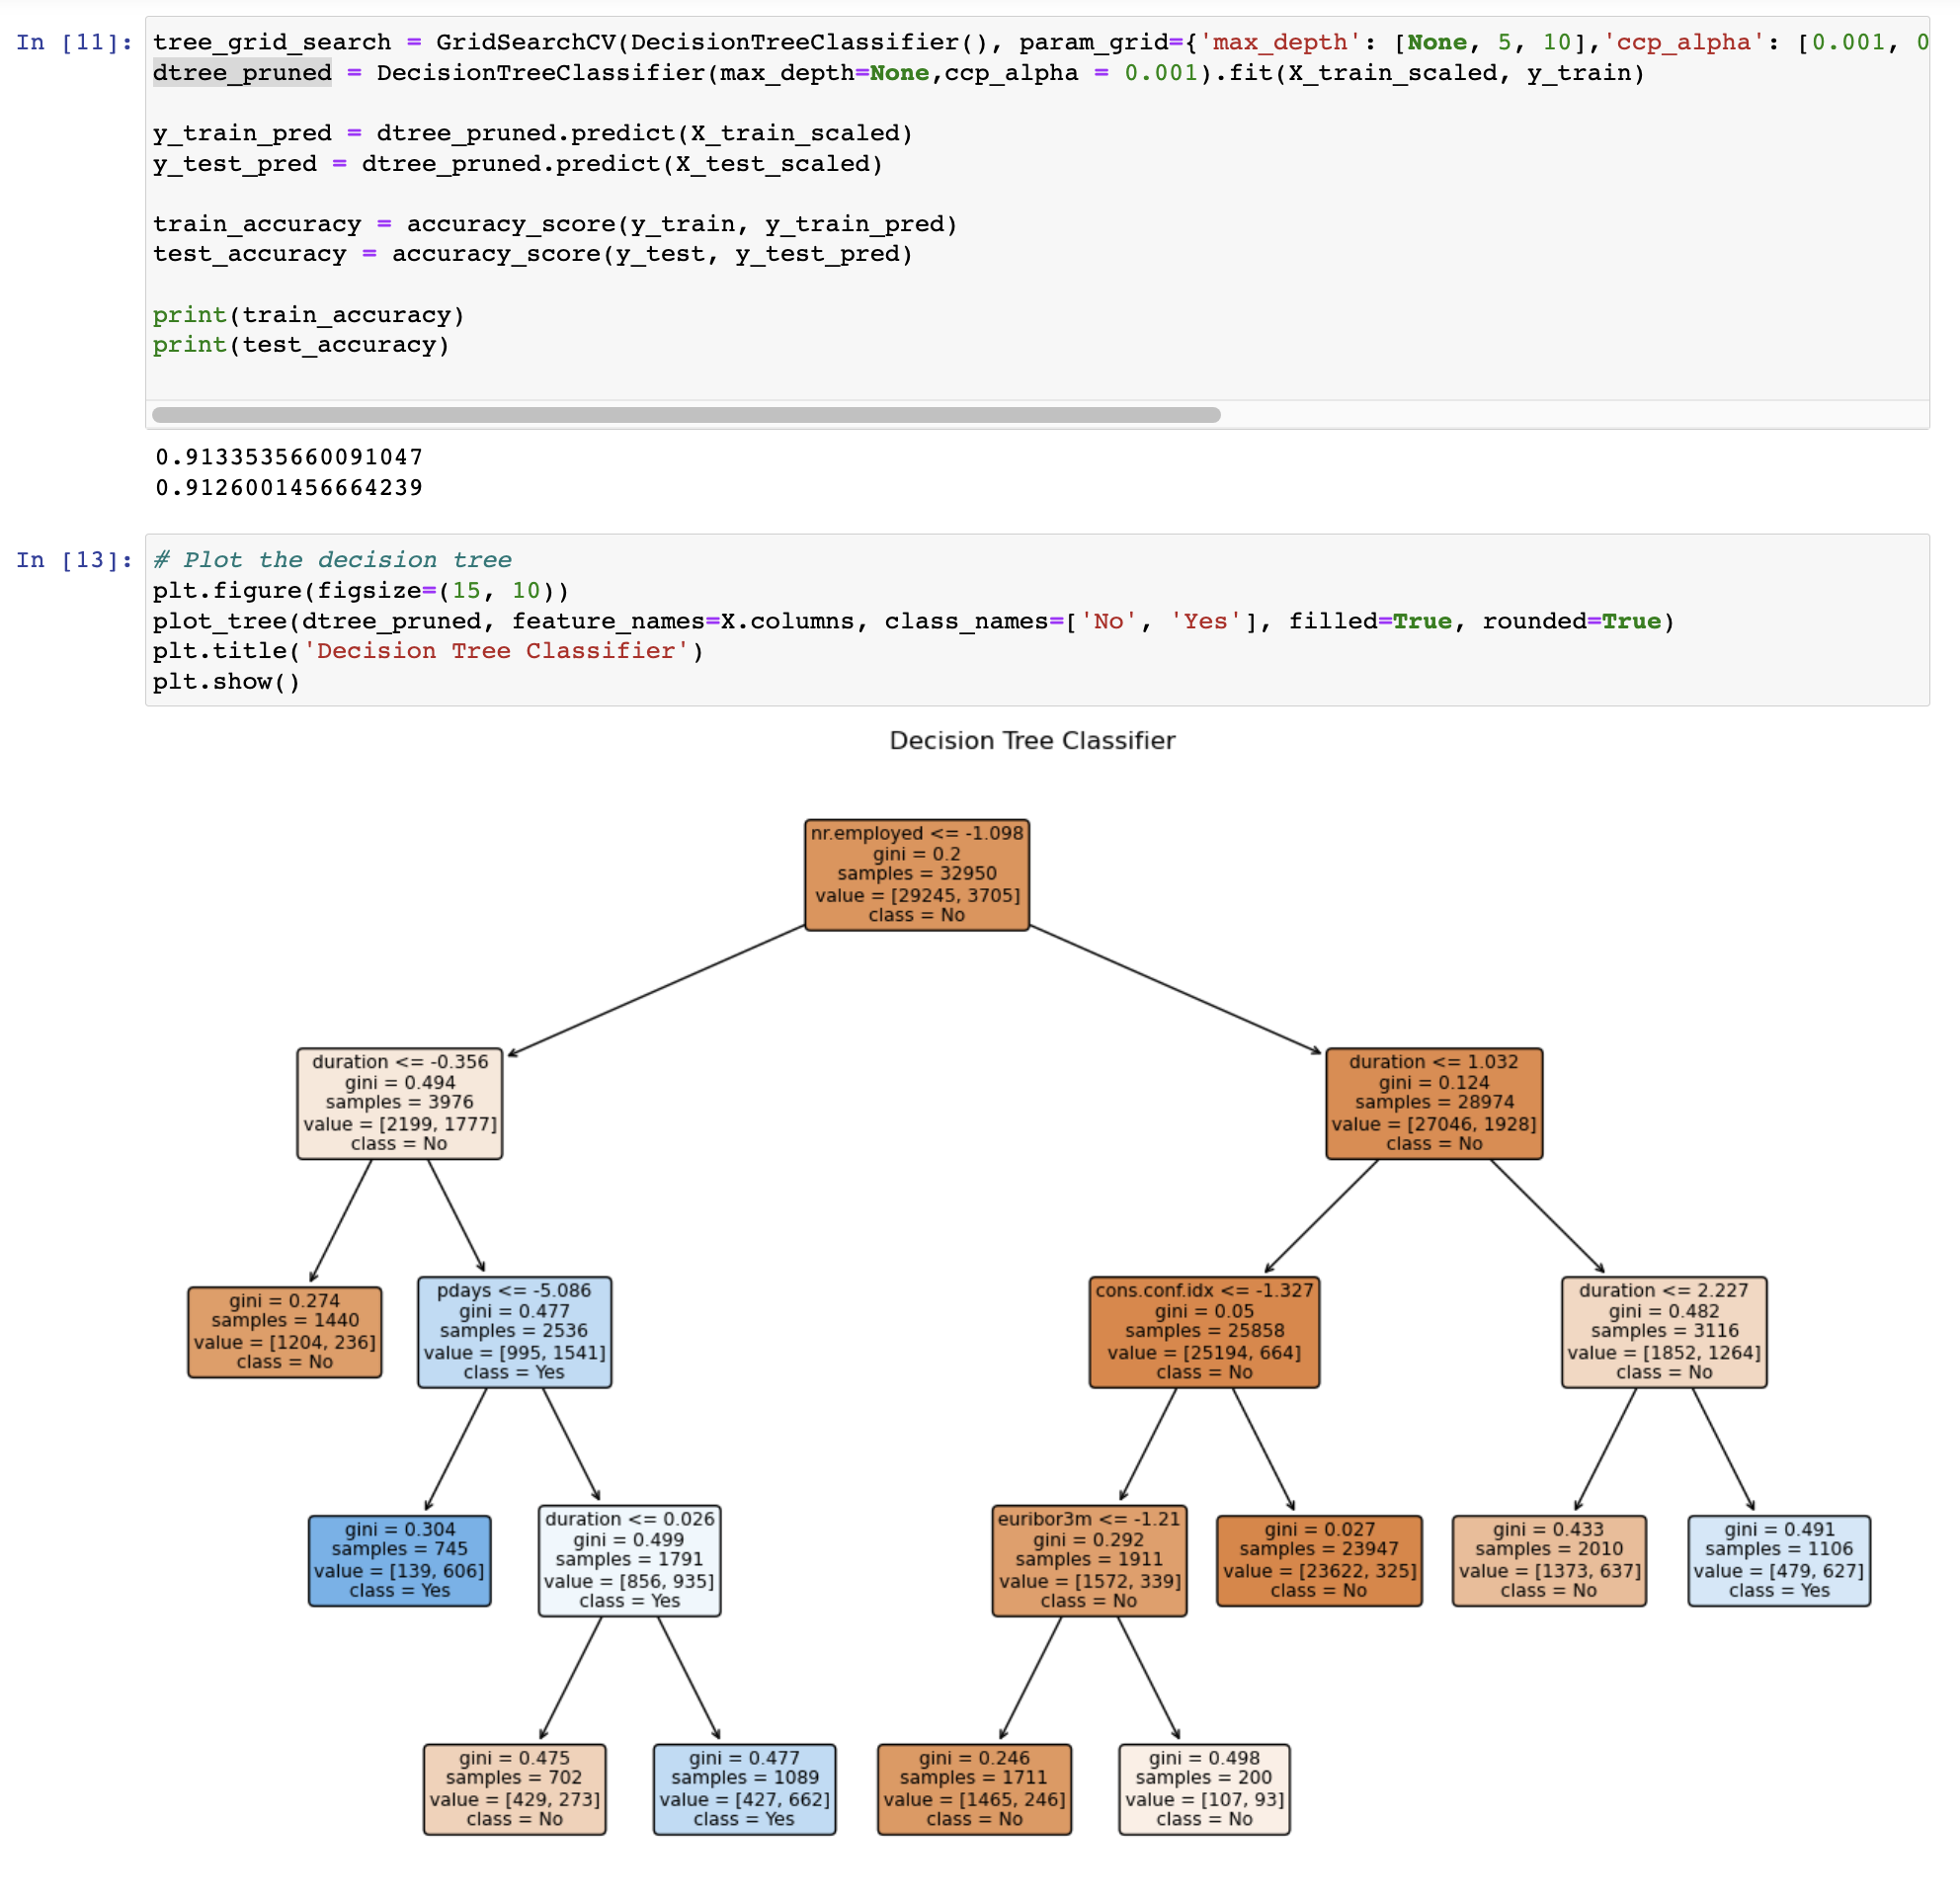 In [11]:
tree_grid_search = GridSearchCV(DecisionTreeClassifier(), param_grid={'max_depth': [None, 5, 10],'ccp_alpha': [0.001, 0
dtree_pruned = DecisionTreeClassifier(max_depth=None,ccp_alpha = 0.001).fit(X_train_scaled, y_train)
y_train_pred = dtree_pruned.predict(X_train_scaled)
y_test_pred = dtree_pruned.predict(X_test_scaled)
train_accuracy = accuracy_score(y_train, y_train_pred)
test_accuracy = accuracy_score(y_test, y_test_pred)
print(train_accuracy)
print(test_accuracy)
0.9133535660091047
0.9126001456664239
In [13]:
# Plot the decision tree
plt.figure(figsize=(15, 10))
plot_tree(dtree_pruned, feature_names=X.columns, class_names=['No', 'Yes'], filled=True, rounded=True)
plt.title('Decision Tree Classifier')
plt.show()
Decision Tree Classifier
nr.employed <= -1.098
gini = 0.2
samples = 32950
value = [29245, 3705]
class = No
duration <= -0.356
gini = 0.494
samples = 3976
value = [2199, 1777]
class = No
duration <= 1.032
gini = 0.124
samples = 28974
value = [27046, 1928]
class = No
gini = 0.274
samples = 1440
value = [1204, 236]
class = No
pdays <= -5.086
gini = 0.477
samples = 2536
value = [995, 1541]
class = Yes
cons.conf.idx <= -1.327
gini = 0.05
samples = 25858
value = [25194, 664]
class = No
duration <= 2.227
gini = 0.482
samples = 3116
value = [1852, 1264]
class = No
gini = 0.304
samples = 745
value = [139, 606]
class = Yes
duration <= 0.026
gini = 0.499
samples = 1791
value = [856, 935]
class = Yes
euribor3m <= -1.21
gini = 0.292
samples = 1911
value = [1572, 339]
class = No
gini = 0.027
samples = 23947
value = [23622, 325]
class = No
gini = 0.433
samples = 2010
value = [1373, 637]
class = No
gini = 0.491
samples = 1106
value = [479, 627]
class = Yes
gini = 0.475
samples = 702
value = [429, 273]
class = No
gini = 0.477
samples = 1089
value = [427, 662]
class = Yes
gini = 0.246
samples = 1711
value = [1465, 246]
class = No
gini = 0.498
samples = 200
value = [107, 93]
class = No